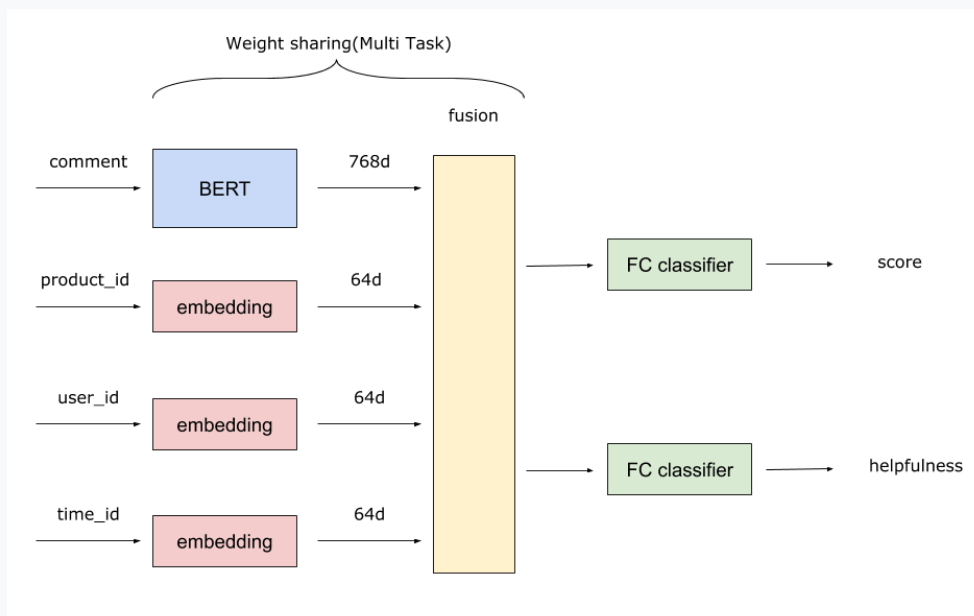 Weight sharing(Multi Task)
fusion
comment
BERT
768d
product_id
embedding
64d
user_id
embedding
64d
time_id
embedding
64d
FC classifier
score
FC classifier
helpfulness